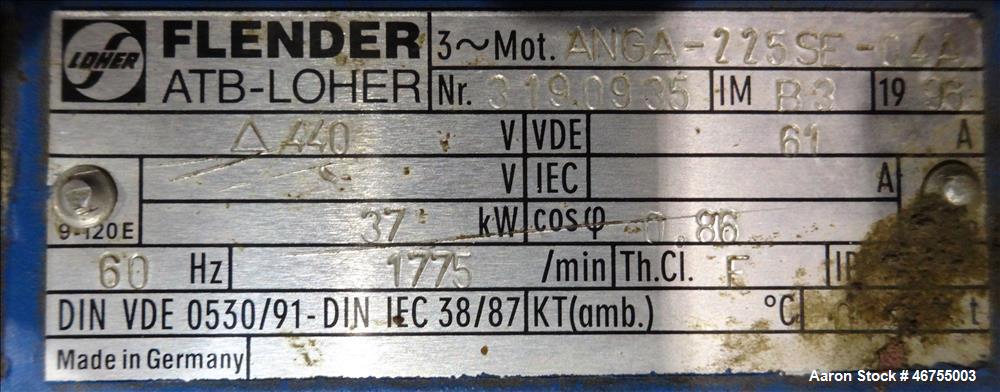 LOHER
FLENDER
ATB-LOHER
3~Mot. ANGA-225SE-04A
Nr. 3 19.09 35 IM B3 19 96
△ 440 V VDE 61 A
V IEC A
9-120E 37 kW cosφ 0.86
60 Hz 1775 /min Th.Cl. F
DIN VDE 0530/91-DIN IEC 38/87 KT(amb.) °C t
Made in Germany
Aaron Stock # 46755003